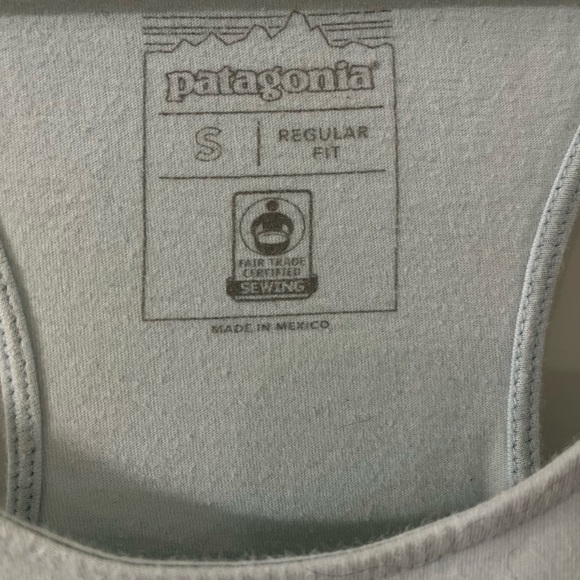 patagonia®
S
REGULAR
FIT
FAIR TRADE
CERTIFIED
SEWING
MADE IN MEXICO